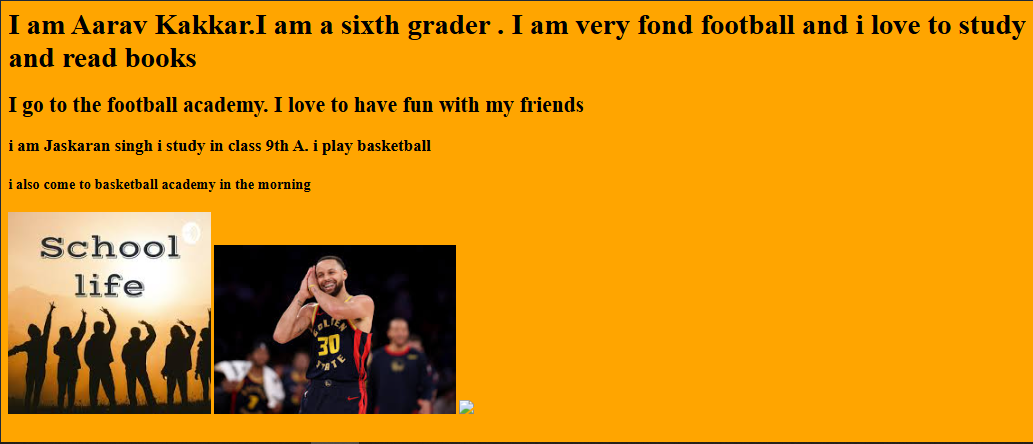 I am Aarav Kakkar.I am a sixth grader . I am very fond football and i love to study
and read books
I go to the football academy. I love to have fun with my friends
i am Jaskaran singh i study in class 9th A. i play basketball
i also come to basketball academy in the morning
School
life
GOLDEN
30
STATE